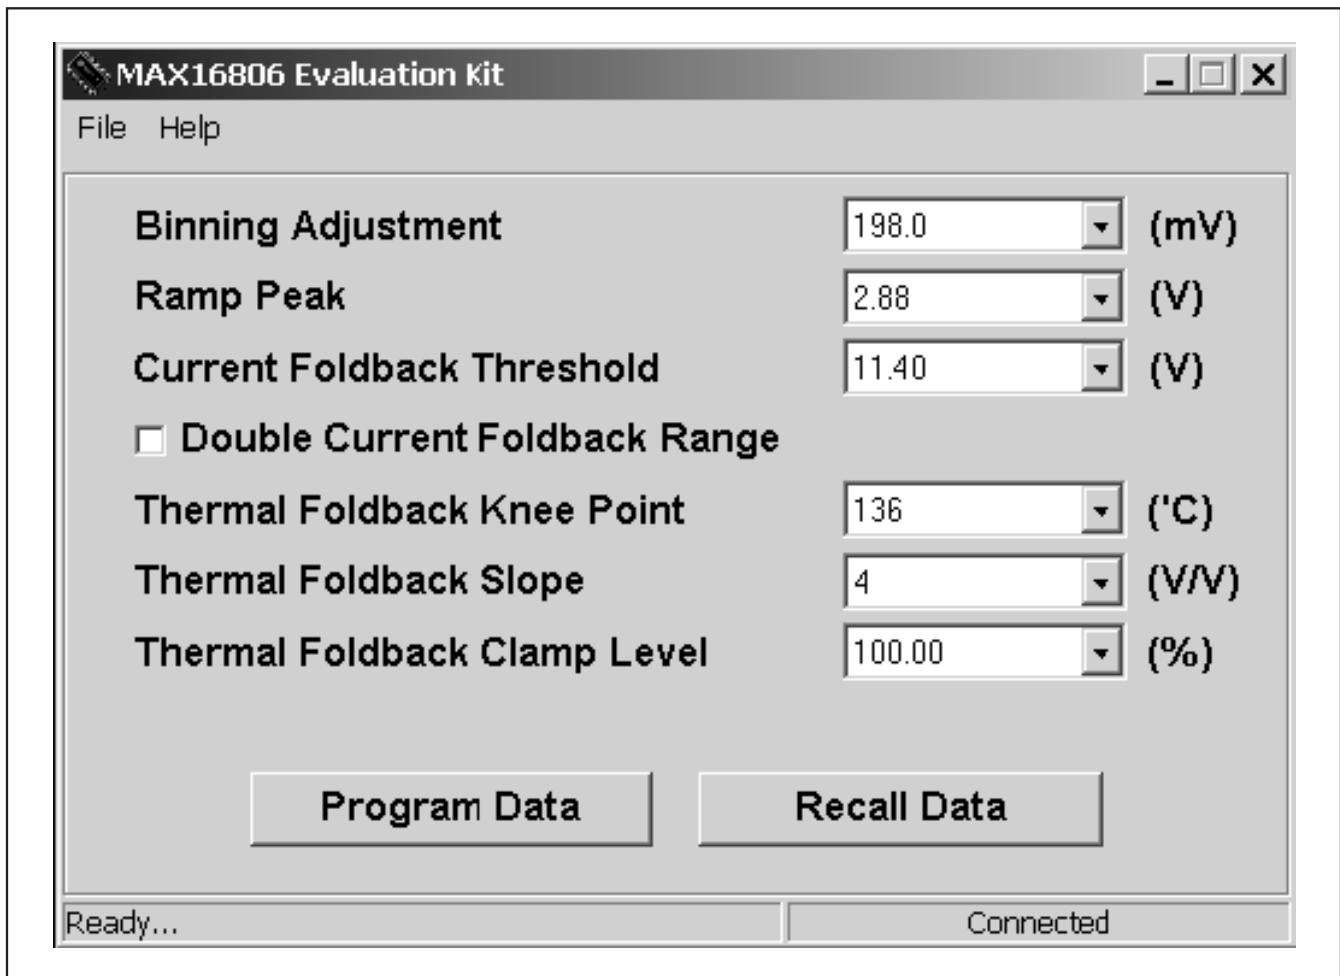 MAX16806 Evaluation Kit
File Help
Binning Adjustment 198.0 (mV)
Ramp Peak 2.88 (V)
Current Foldback Threshold 11.40 (V)
Double Current Foldback Range
Thermal Foldback Knee Point 136 ('C)
Thermal Foldback Slope 4 (V/V)
Thermal Foldback Clamp Level 100.00 (%)
Program Data Recall Data
Ready... Connected